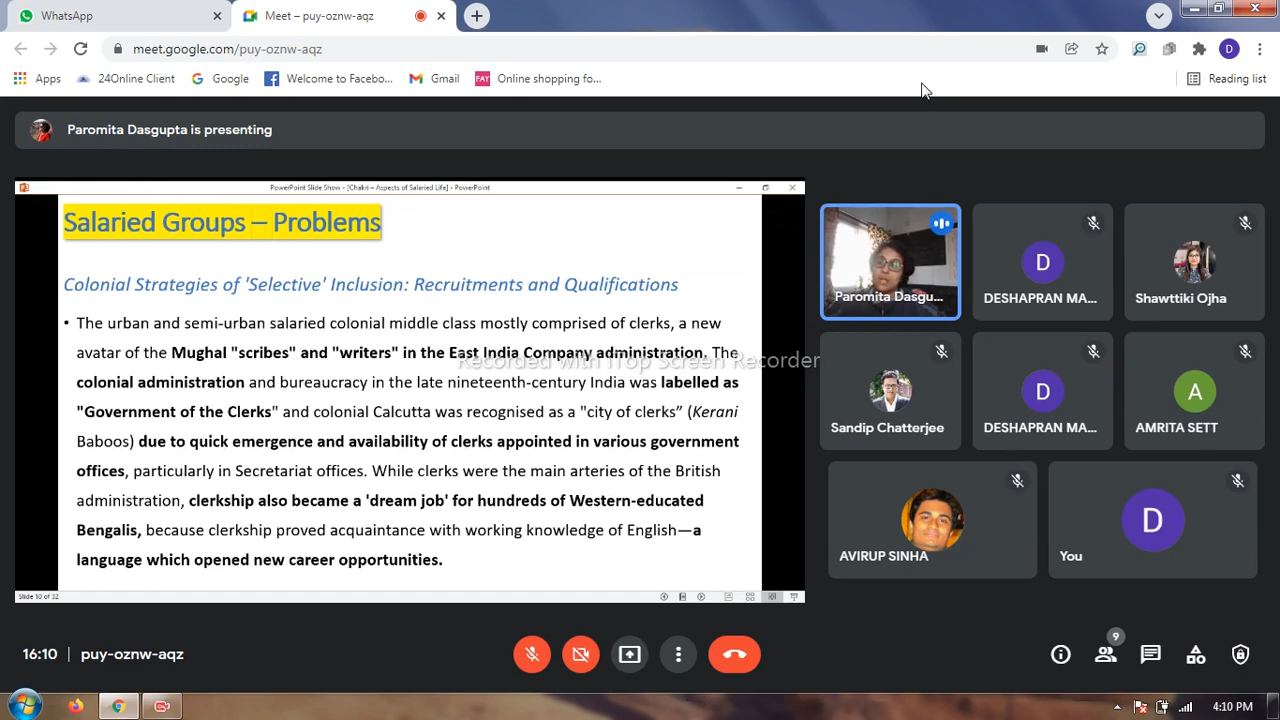 WhatsApp
Meet – puy-oznw-aqz
meet.google.com/puy-oznw-aqz
D
Apps
24Online Client
Google
Welcome to Facebo...
Gmail
FAY
Online shopping fo...
Reading list
Paromita Dasgupta is presenting
PowerPoint Slide Show - [Chakri – Aspects of Salaried Life] - PowerPoint
Salaried Groups – Problems
Colonial Strategies of 'Selective' Inclusion: Recruitments and Qualifications
• The urban and semi-urban salaried colonial middle class mostly comprised of clerks, a new
avatar of the Mughal "scribes" and "writers" in the East India Company administration. The
colonial administration and bureaucracy in the late nineteenth-century India was labelled as
"Government of the Clerks" and colonial Calcutta was recognised as a "city of clerks” (Kerani
Baboos) due to quick emergence and availability of clerks appointed in various government
offices, particularly in Secretariat offices. While clerks were the main arteries of the British
administration, clerkship also became a 'dream job' for hundreds of Western-educated
Bengalis, because clerkship proved acquaintance with working knowledge of English—a
language which opened new career opportunities.
Slide 10 of 32
Recorded with iTop Screen Recorder
Paromita Dasgu...
D
DESHAPRAN MA...
Shawttiki Ojha
Sandip Chatterjee
D
DESHAPRAN MA...
A
AMRITA SETT
AVIRUP SINHA
D
You
16:10 | puy-oznw-aqz
9
4:10 PM